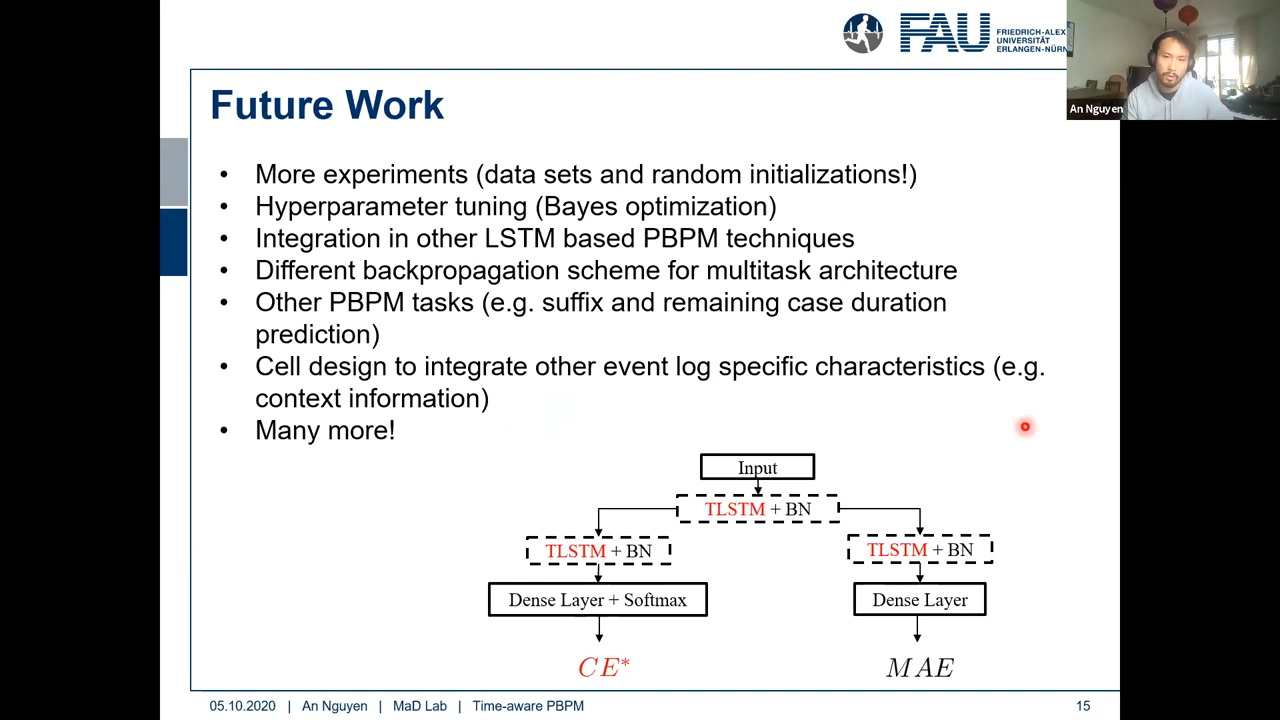 FAU
FRIEDRICH-ALEX
UNIVERSITÄT
ERLANGEN-NÜRN
An Nguyen
Future Work
• More experiments (data sets and random initializations!)
• Hyperparameter tuning (Bayes optimization)
• Integration in other LSTM based PBPM techniques
• Different backpropagation scheme for multitask architecture
• Other PBPM tasks (e.g. suffix and remaining case duration
prediction)
• Cell design to integrate other event log specific characteristics (e.g.
context information)
• Many more!
Input
TLSTM + BN
TLSTM + BN
TLSTM + BN
Dense Layer + Softmax
Dense Layer
CE*
MAE
05.10.2020 | An Nguyen | MaD Lab | Time-aware PBPM
15